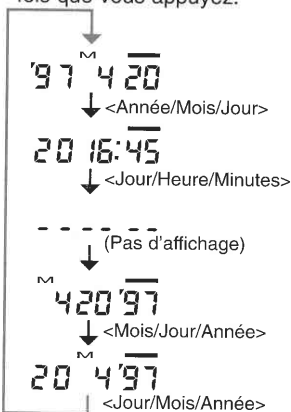 fois que vous appuyez.
M
'97 4 20
<Année/Mois/Jour>
20 16:45
<Jour/Heure/Minutes>
-- -- --
(Pas d'affichage)
M
4 20 '97
<Mois/Jour/Année>
M
20 4 '97
<Jour/Mois/Année>